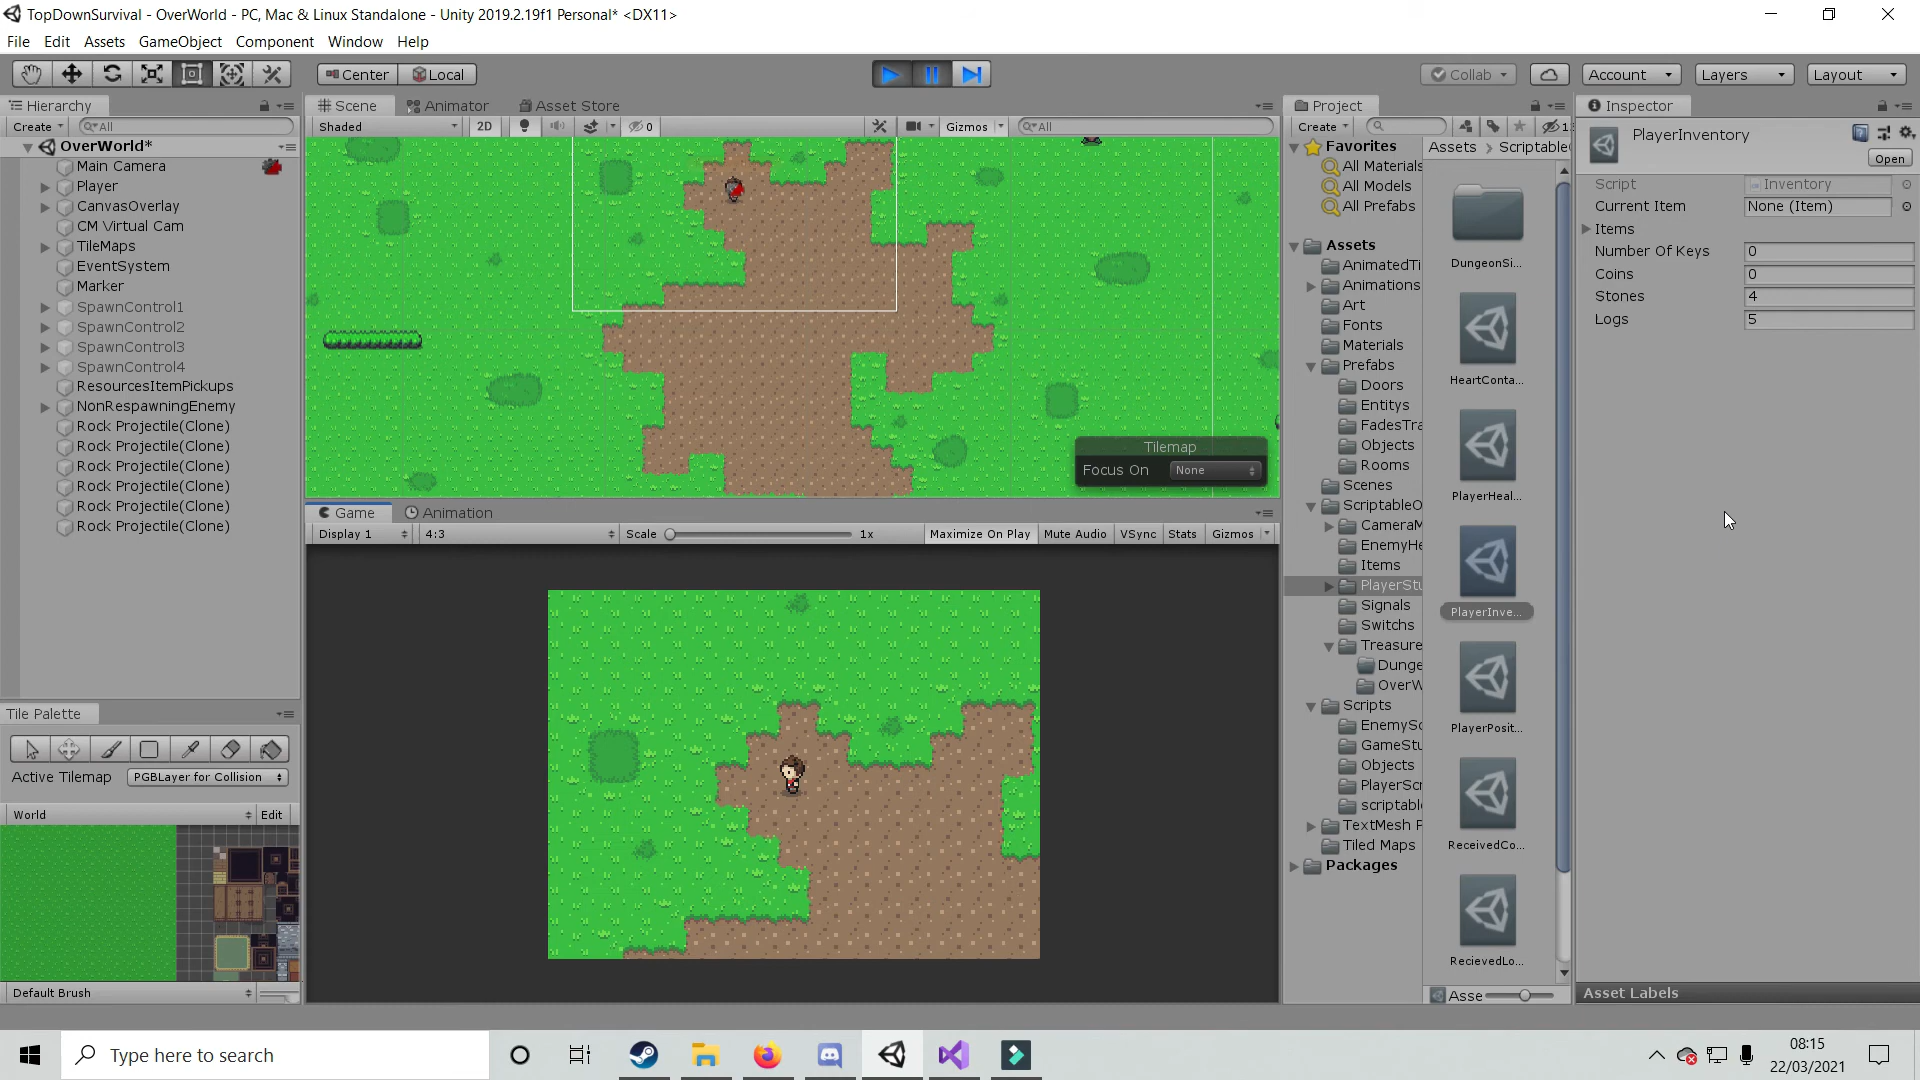 TopDownSurvival - OverWorld - PC, Mac & Linux Standalone - Unity 2019.2.19f1 Personal* <DX11>
File Edit Assets GameObject Component Window Help
Center Local Collab Account Layers Layout
Hierarchy
Create All
OverWorld*
Main Camera
Player
CanvasOverlay
CM Virtual Cam
TileMaps
EventSystem
Marker
SpawnControl1
SpawnControl2
SpawnControl3
SpawnControl4
ResourcesItemPickups
NonRespawningEnemy
Rock Projectile(Clone)
Rock Projectile(Clone)
Rock Projectile(Clone)
Rock Projectile(Clone)
Rock Projectile(Clone)
Rock Projectile(Clone)
Tile Palette
Active Tilemap PGBLayer for Collision
World Edit
Default Brush
Scene Animator Asset Store
Shaded 2D 0 Gizmos All
Tilemap
Focus On None
Game Animation
Display 1 4:3 Scale 1x Maximize On Play Mute Audio VSync Stats Gizmos
Project
Create 1
Favorites
All Materials
All Models
All Prefabs
Assets
AnimatedTi
Animations
Art
Fonts
Materials
Prefabs
Doors
Entitys
FadesTra
Objects
Rooms
Scenes
ScriptableO
CameraM
EnemyHe
Items
PlayerStu
Signals
Switchs
Treasure
Dunge
OverW
Scripts
EnemySc
GameStu
Objects
PlayerScr
scriptabl
TextMesh P
Tiled Maps
Packages
Assets > Scriptable
DungeonSi...
HeartConta...
PlayerHeal...
PlayerInve...
PlayerPosit...
ReceivedCo...
RecievedLo...
Asse
Inspector
PlayerInventory
Open
Script Inventory
Current Item None (Item)
Items
Number Of Keys 0
Coins 0
Stones 4
Logs 5
Asset Labels
Type here to search
08:15
22/03/2021